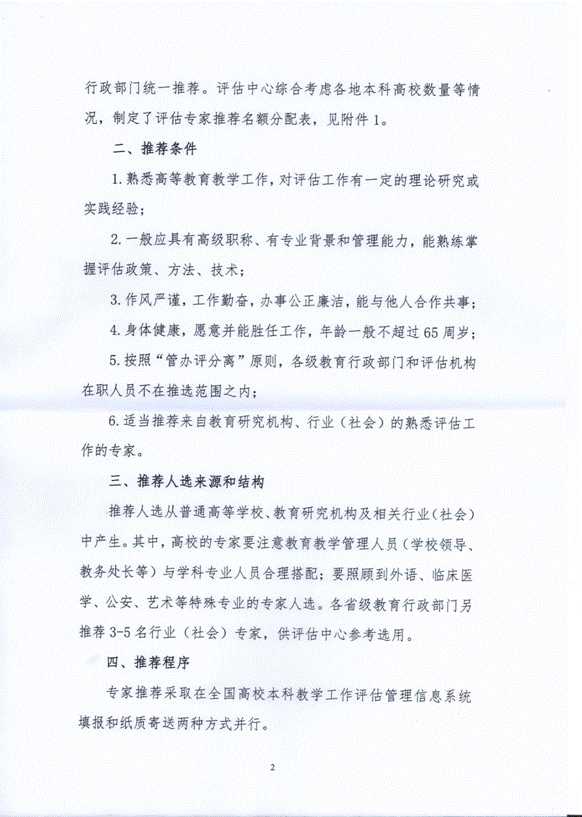 行政部门统一推荐。评估中心综合考虑各地本科高校数量等情
况，制定了评估专家推荐名额分配表，见附件1。
二、推荐条件
1.熟悉高等教育教学工作，对评估工作有一定的理论研究或
实践经验；
2.一般应具有高级职称、有专业背景和管理能力，能熟练掌
握评估政策、方法、技术；
3.作风严谨，工作勤奋，办事公正廉洁，能与他人合作共事；
4.身体健康，愿意并能胜任工作，年龄一般不超过65周岁；
5.按照“管办评分离”原则，各级教育行政部门和评估机构
在职人员不在推选范围之内；
6.适当推荐来自教育研究机构、行业（社会）的熟悉评估工
作的专家。
三、推荐人选来源和结构
推荐人选从普通高等学校、教育研究机构及相关行业（社会）
中产生。其中，高校的专家要注意教育教学管理人员（学校领导、
教务处长等）与学科专业人员合理搭配；要照顾到外语、临床医
学、公安、艺术等特殊专业的专家人选。各省级教育行政部门另
推荐3-5名行业（社会）专家，供评估中心参考选用。
四、推荐程序
专家推荐采取在全国高校本科教学工作评估管理信息系统
填报和纸质寄送两种方式并行。
2